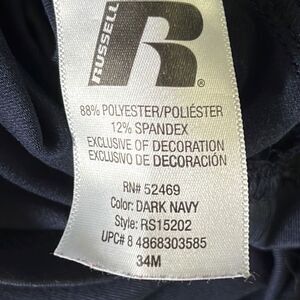 RUSSELL
R
®
88% POLYESTER/POLIÉSTER
12% SPANDEX
EXCLUSIVE OF DECORATION
EXCLUSIVO DE DECORACIÓN
RN# 52469
Color: DARK NAVY
Style: RS15202
UPC# 8 4868303585
34M